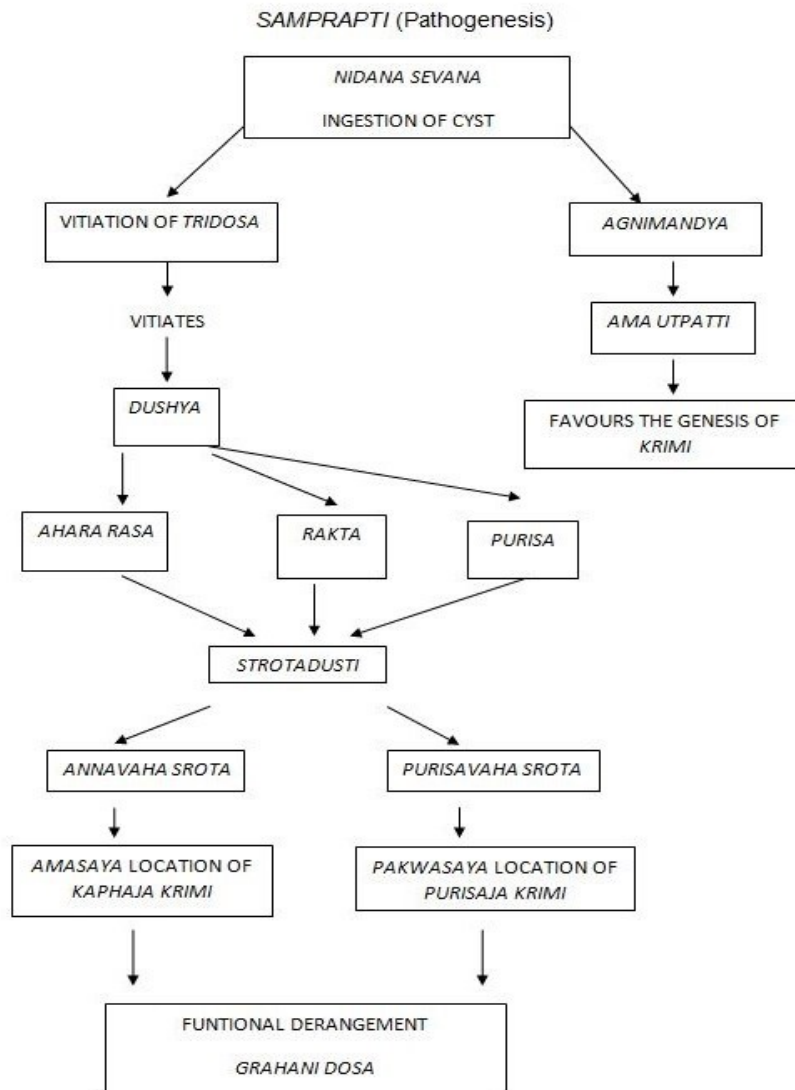 SAMPRAPTI (Pathogenesis)
NIDANA SEVANA
INGESTION OF CYST
VITIATION OF TRIDOSA
AGNIMANDYA
VITIATES
AMA UTPATTI
DUSHYA
FAVOURS THE GENESIS OF
KRIMI
AHARA RASA
RAKTA
PURISA
STROTADUSTI
ANNAVAHA SROTA
PURISAVAHA SROTA
AMASAYA LOCATION OF
KAPHAJA KRIMI
PAKWASAYA LOCATION OF
PURISAJA KRIMI
FUNTIONAL DERANGEMENT
GRAHANI DOSA